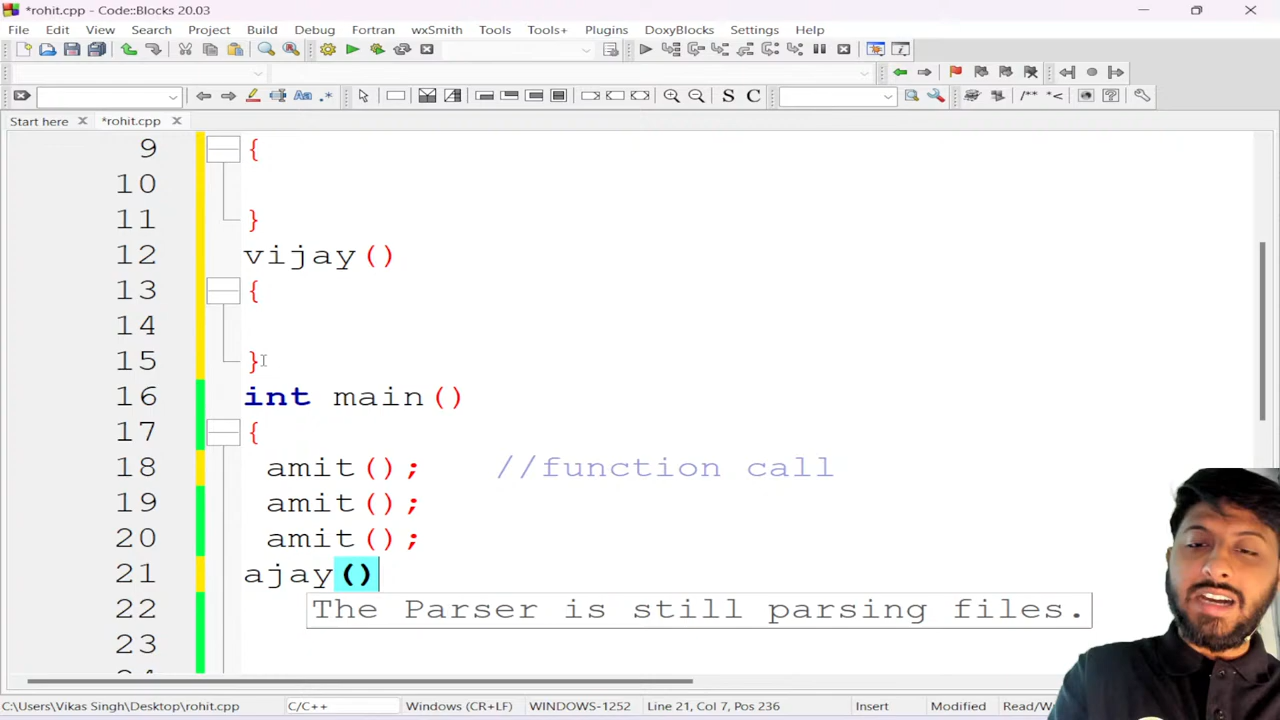 *rohit.cpp - Code::Blocks 20.03
File Edit View Search Project Build Debug Fortran wxSmith Tools Tools+ Plugins DoxyBlocks Settings Help
S C
/** *<
Start here *rohit.cpp
9 {
10
11 }
12 vijay()
13 {
14
15 }
16 int main()
17 {
18 amit(); //function call
19 amit();
20 amit();
21 ajay()
22 The Parser is still parsing files.
23
C:\Users\Vikas Singh\Desktop\rohit.cpp C/C++ Windows (CR+LF) WINDOWS-1252 Line 21, Col 7, Pos 236 Insert Modified Read/W